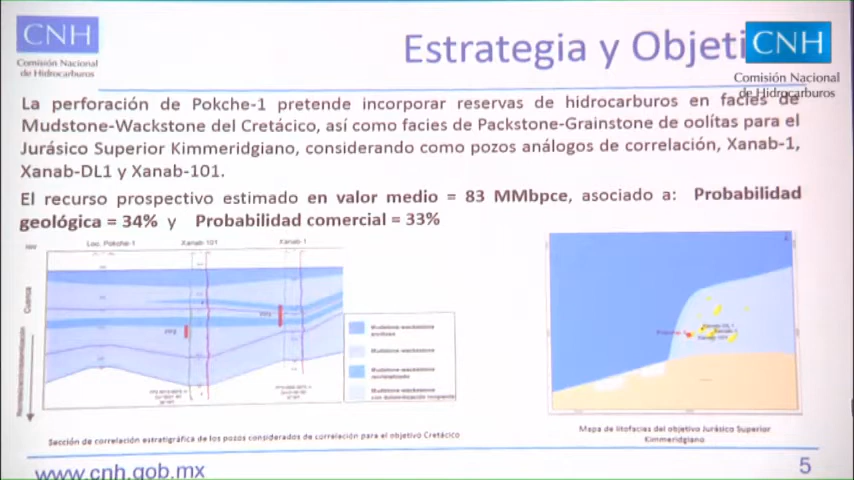 CNH
Comisión Nacional
de Hidrocarburos
Estrategia y Objeti
CNH
Comisión Nacional
de Hidrocarburos
La perforación de Pokche-1 pretende incorporar reservas de hidrocarburos en facies de
Mudstone-Wackstone del Cretácico, así como facies de Packstone-Grainstone de oolítas para el
Jurásico Superior Kimmeridgiano, considerando como pozos análogos de correlación, Xanab-1,
Xanab-DL1 y Xanab-101.
El recurso prospectivo estimado en valor medio = 83 MMbpce, asociado a: Probabilidad
geológica = 34% y Probabilidad comercial = 33%
Loc. Pokche-1 Xanab-101 Xanab-1
Cuenca
Sección de correlación estratigráfica de los pozos considerados de correlación para el objetivo Cretácico
Mapa de litofacies del objetivo Jurásico Superior
Kimmeridgiano
www.cnh.gob.mx
5